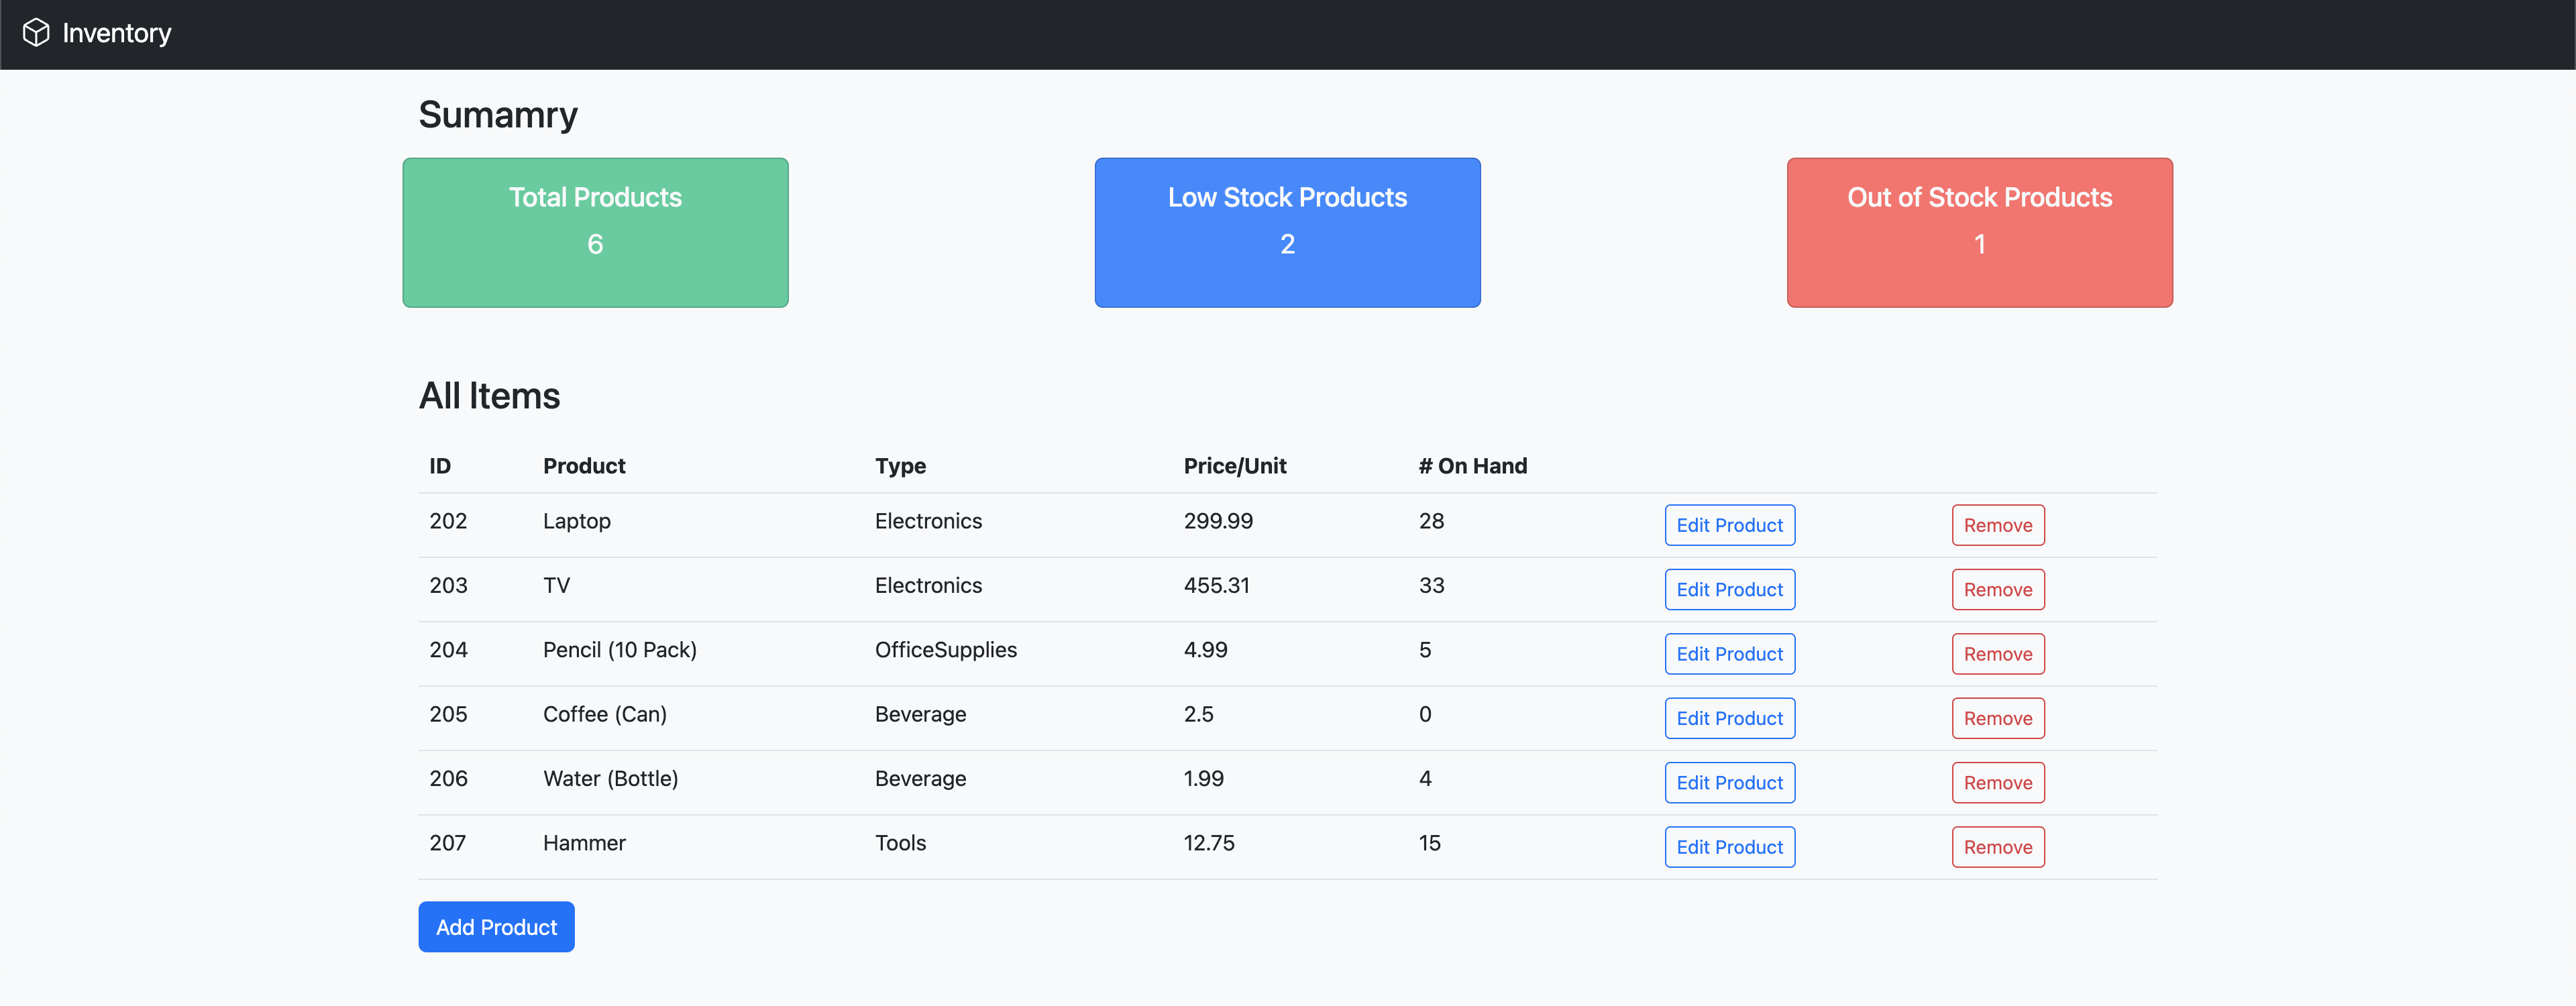 Inventory
Sumamry
Total Products
6
Low Stock Products
2
Out of Stock Products
1
All Items
ID Product Type Price/Unit # On Hand
202 Laptop Electronics 299.99 28 Edit Product Remove
203 TV Electronics 455.31 33 Edit Product Remove
204 Pencil (10 Pack) OfficeSupplies 4.99 5 Edit Product Remove
205 Coffee (Can) Beverage 2.5 0 Edit Product Remove
206 Water (Bottle) Beverage 1.99 4 Edit Product Remove
207 Hammer Tools 12.75 15 Edit Product Remove
Add Product